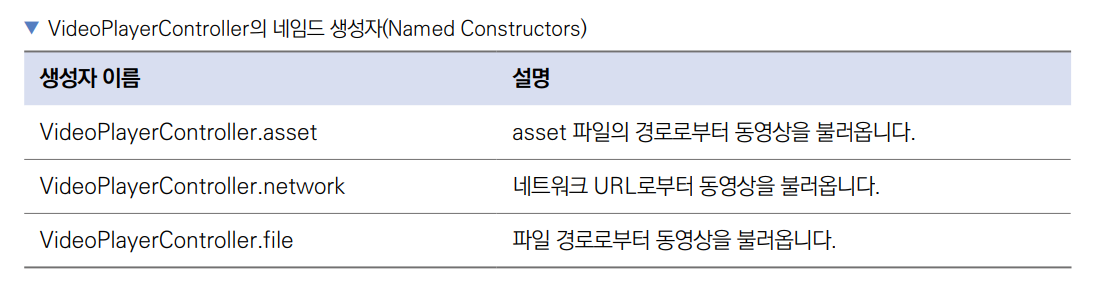 ▼ VideoPlayerController의 네임드 생성자(Named Constructors)
생성자 이름 설명
VideoPlayerController.asset asset 파일의 경로로부터 동영상을 불러옵니다.
VideoPlayerController.network 네트워크 URL로부터 동영상을 불러옵니다.
VideoPlayerController.file 파일 경로로부터 동영상을 불러옵니다.